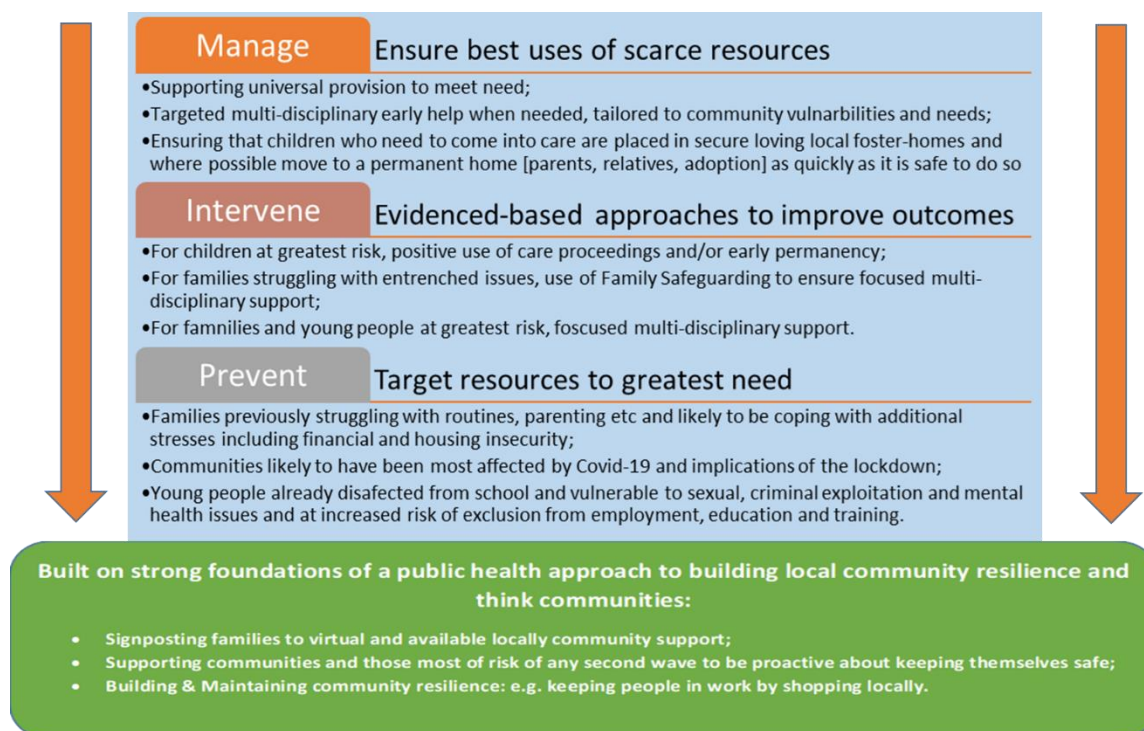 Manage Ensure best uses of scarce resources
•Supporting universal provision to meet need;
•Targeted multi-disciplinary early help when needed, tailored to community vulnarbilities and needs;
•Ensuring that children who need to come into care are placed in secure loving local foster-homes and
where possible move to a permanent home [parents, relatives, adoption] as quickly as it is safe to do so
Intervene Evidenced-based approaches to improve outcomes
•For children at greatest risk, positive use of care proceedings and/or early permanency;
•For families struggling with entrenched issues, use of Family Safeguarding to ensure focused multi-
disciplinary support;
•For famnilies and young people at greatest risk, foscused multi-disciplinary support.
Prevent Target resources to greatest need
•Families previously struggling with routines, parenting etc and likely to be coping with additional
stresses including financial and housing insecurity;
•Communities likely to have been most affected by Covid-19 and implications of the lockdown;
•Young people already disafected from school and vulnerable to sexual, criminal exploitation and mental
health issues and at increased risk of exclusion from employment, education and training.
Built on strong foundations of a public health approach to building local community resilience and
think communities:
• Signposting families to virtual and available locally community support;
• Supporting communities and those most of risk of any second wave to be proactive about keeping themselves safe;
• Building & Maintaining community resilience: e.g. keeping people in work by shopping locally.